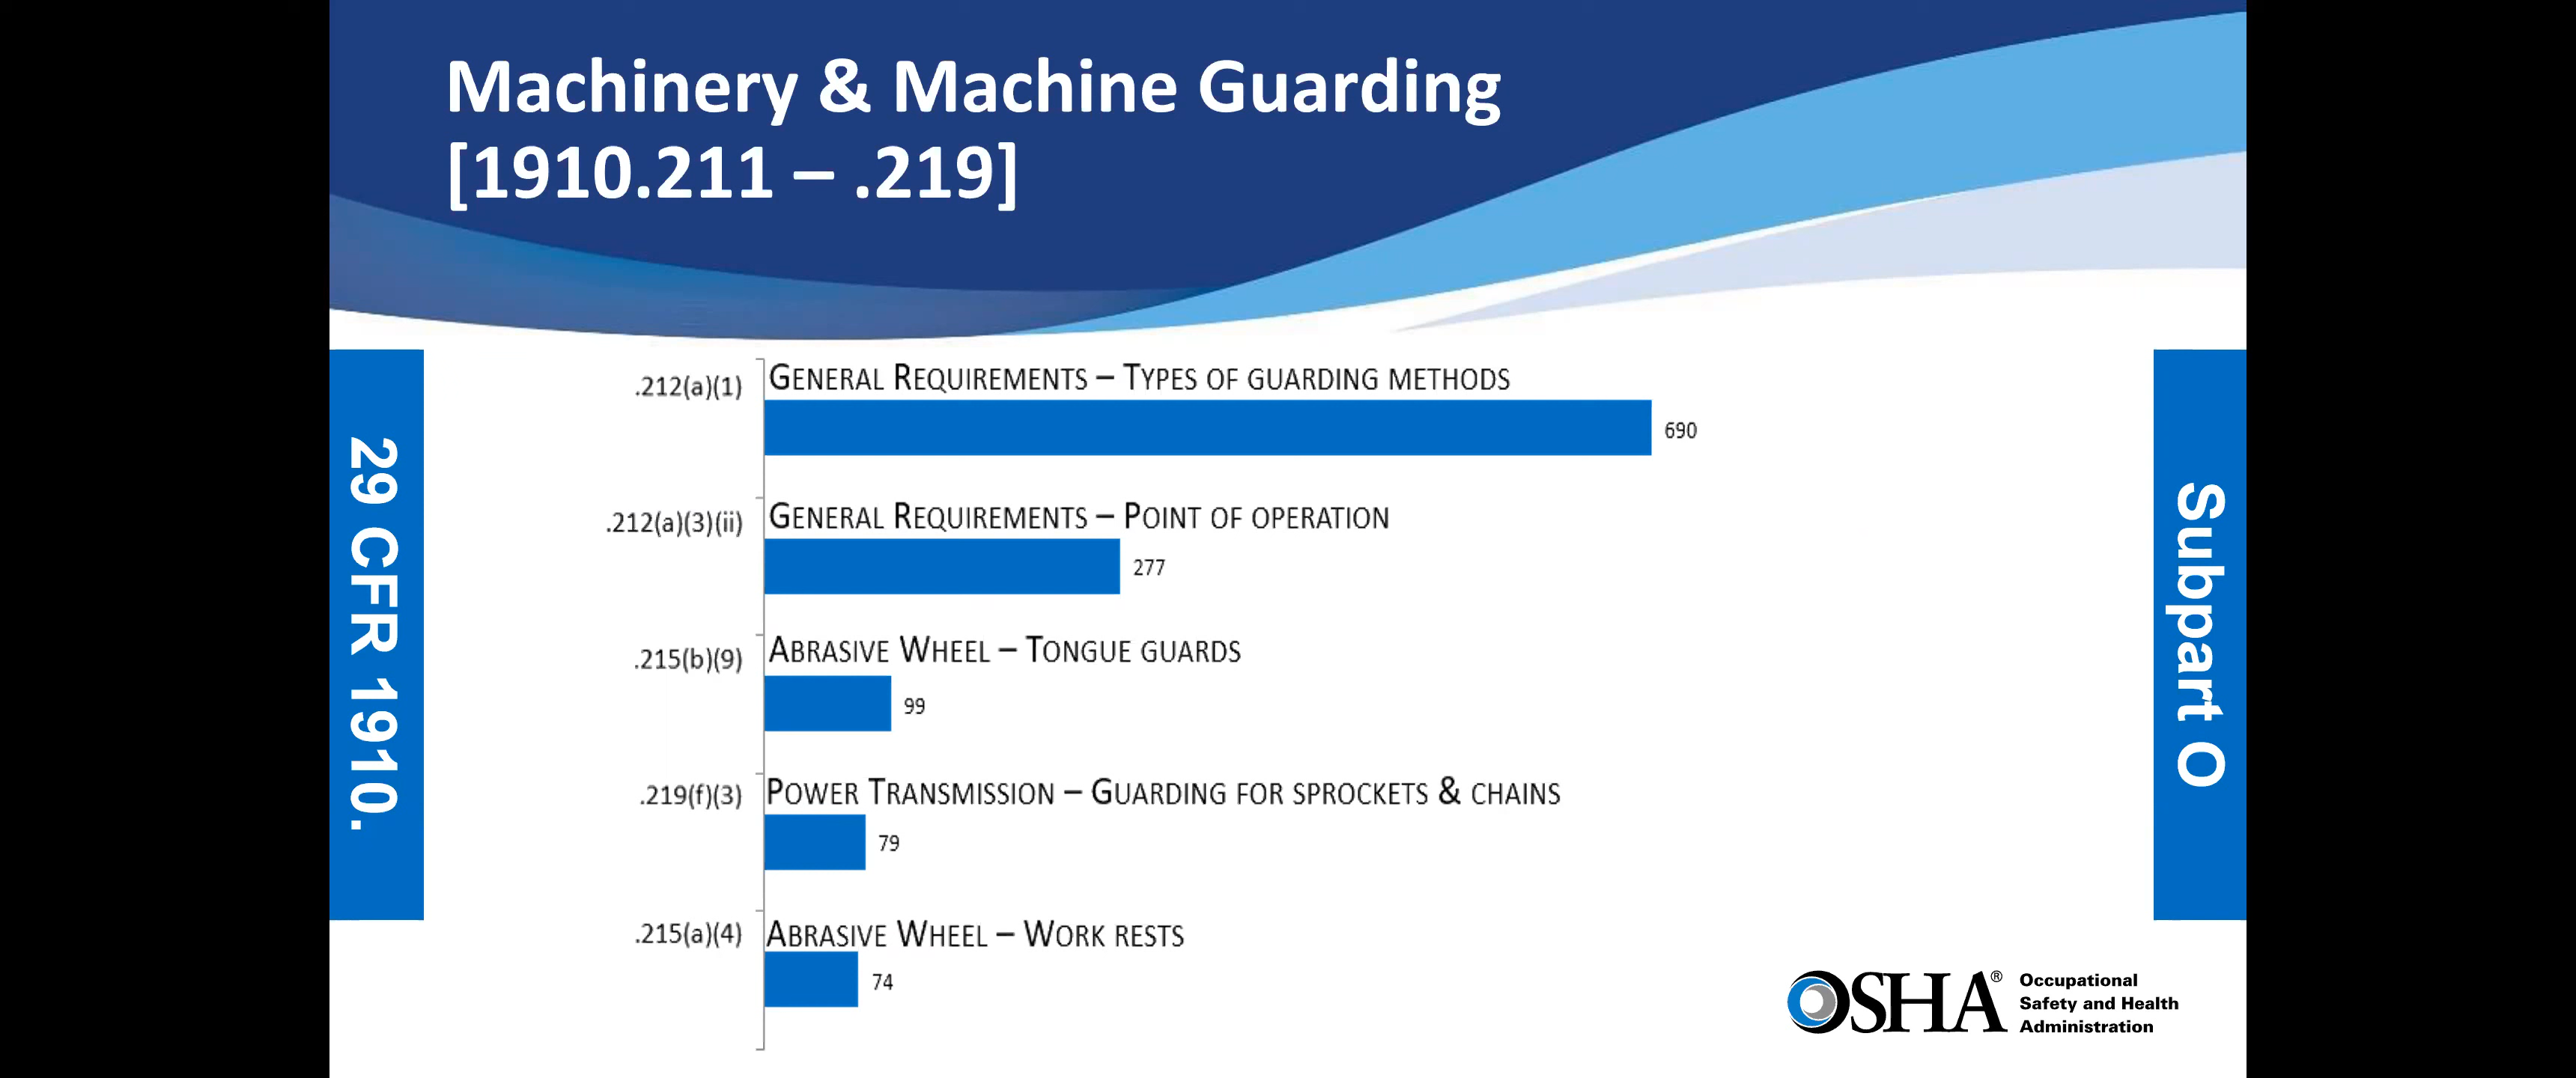 Machinery & Machine Guarding
[1910.211 – .219]
29 CFR 1910.
Subpart O
.212(a)(1)
GENERAL REQUIREMENTS – TYPES OF GUARDING METHODS
690
.212(a)(3)(ii)
GENERAL REQUIREMENTS – POINT OF OPERATION
277
.215(b)(9)
ABRASIVE WHEEL – TONGUE GUARDS
99
.219(f)(3)
POWER TRANSMISSION – GUARDING FOR SPROCKETS & CHAINS
79
.215(a)(4)
ABRASIVE WHEEL – WORK RESTS
74
OSHA®
Occupational
Safety and Health
Administration